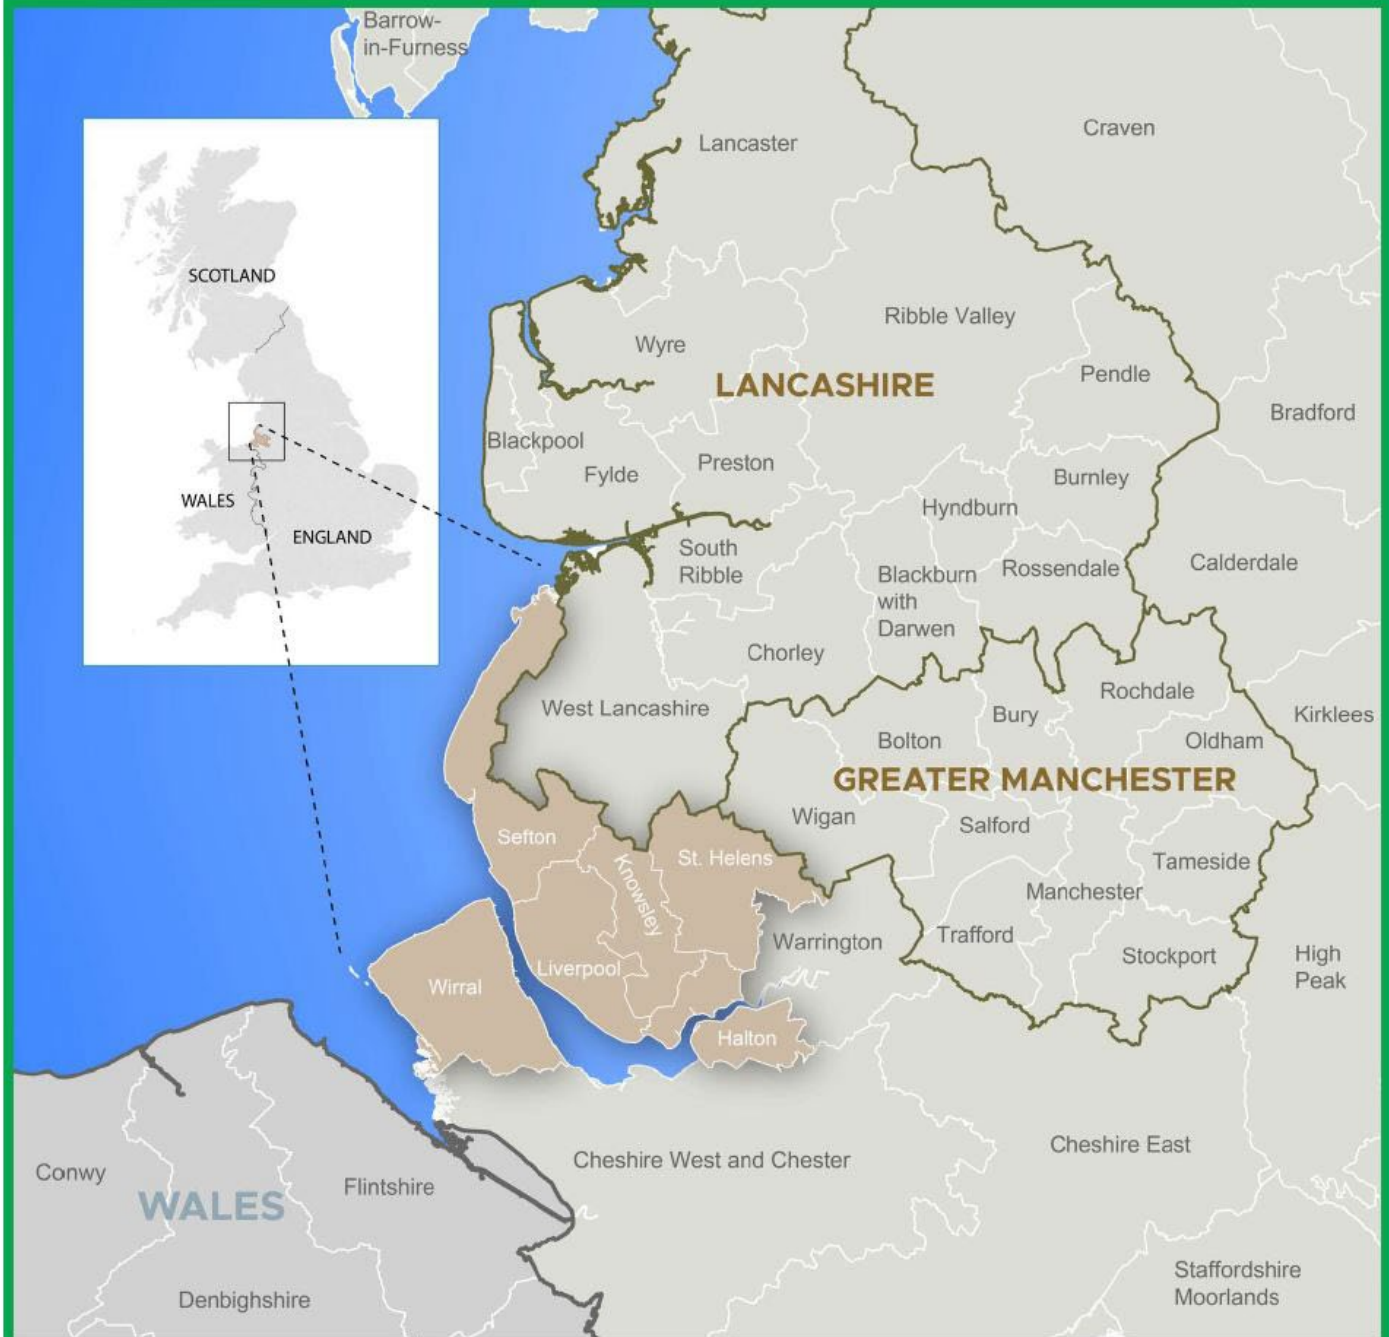 Barrow-
in-Furness
Craven
Lancaster
SCOTLAND
Ribble Valley
Wyre
Pendle
LANCASHIRE
Bradford
Blackpool
Preston
Fylde
Burnley
WALES
Hyndburn
ENGLAND
South
Ribble
Calderdale
Rossendale
Blackburn
with
Darwen
Chorley
Rochdale
West Lancashire
Bury
Kirklees
Bolton
Oldham
GREATER MANCHESTER
Wigan
Salford
Sefton
St. Helens
Tameside
Knowsley
Manchester
Trafford
Warrington
Stockport
High
Peak
Liverpool
Wirral
Halton
Cheshire East
Cheshire West and Chester
Conwy
Flintshire
WALES
Staffordshire
Moorlands
Denbighshire